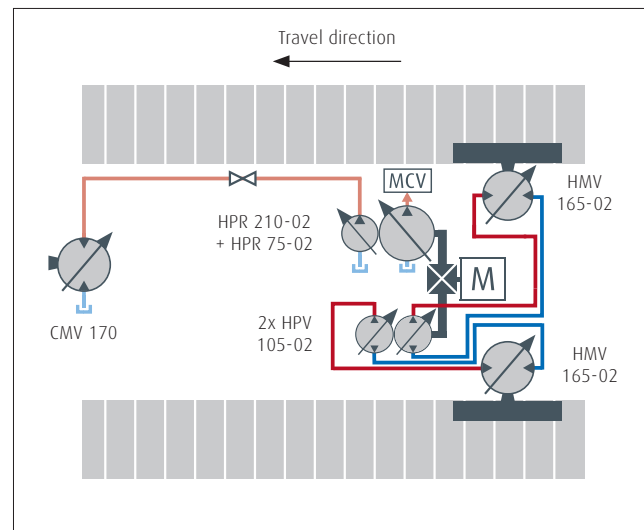 Travel direction
MCV
HMV
165-02
HPR 210-02
+ HPR 75-02
M
CMV 170
2x HPV
105-02
HMV
165-02